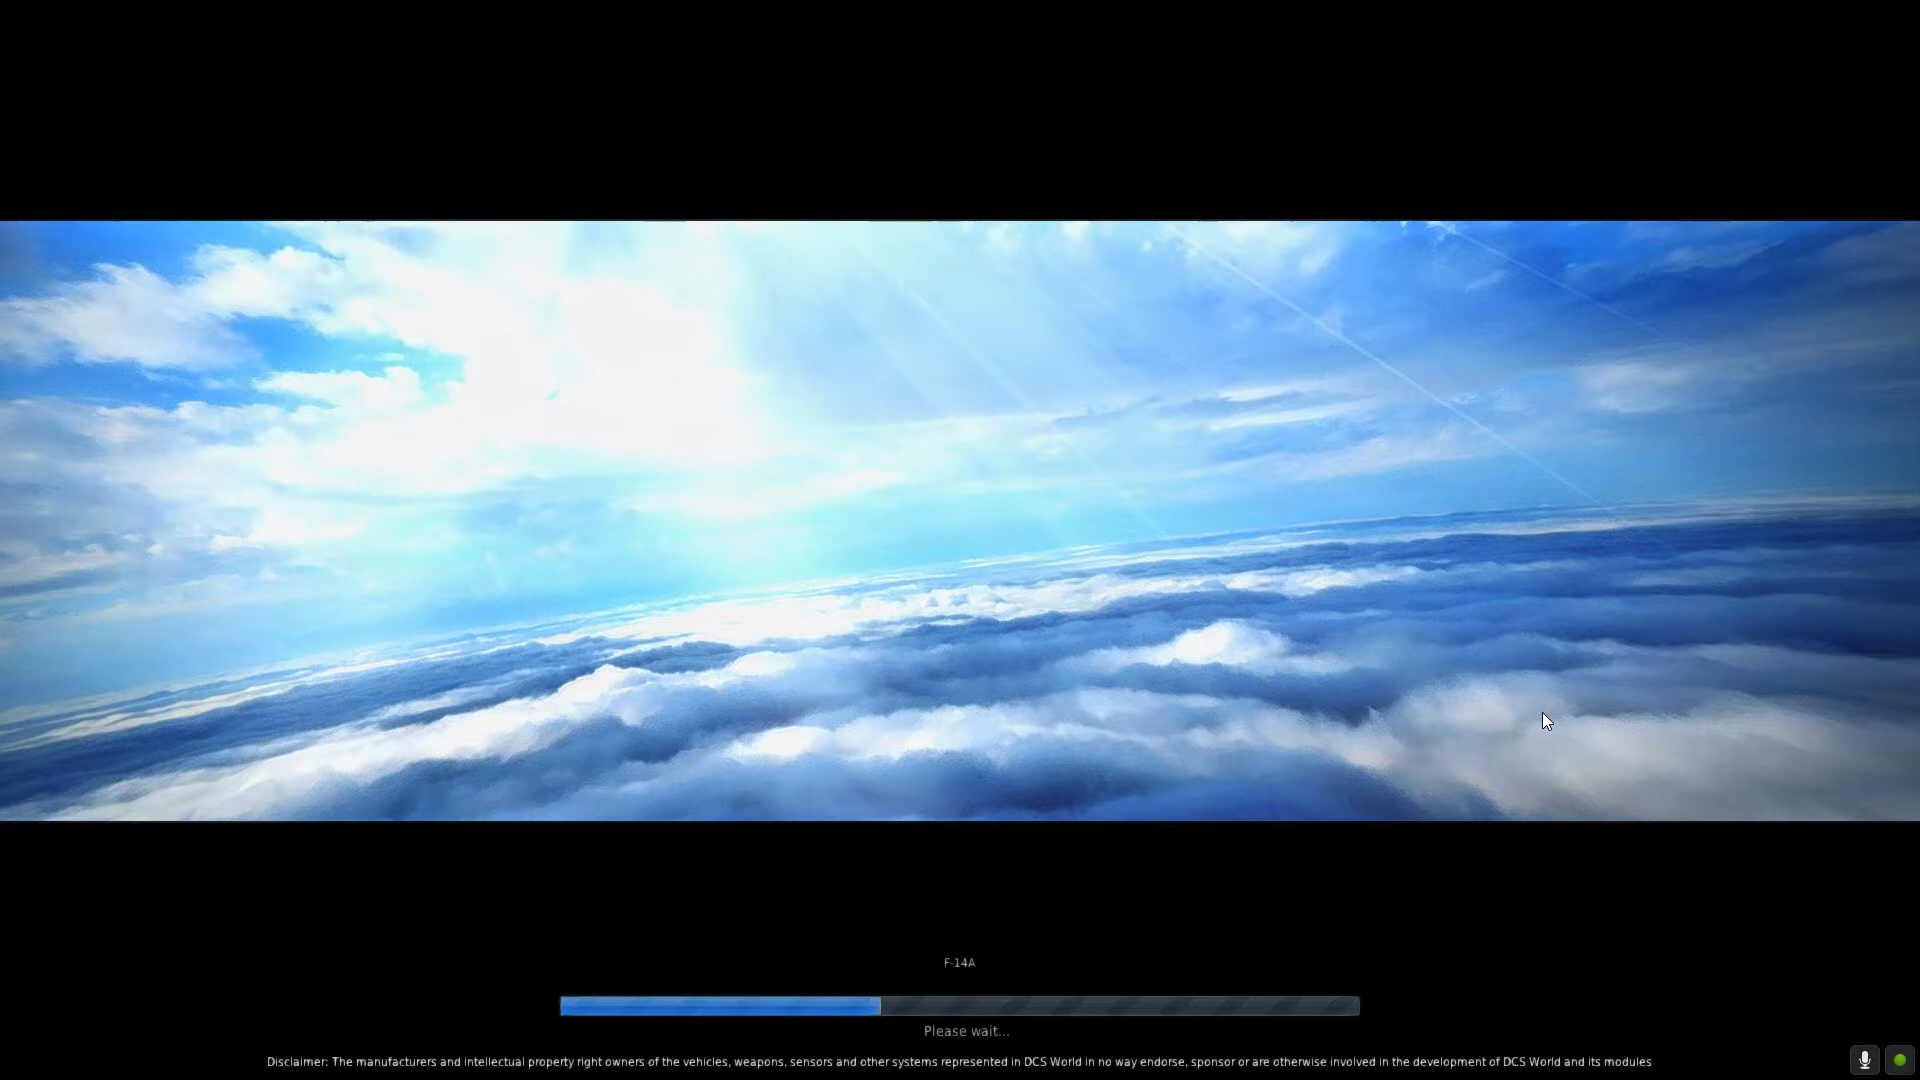 F-14A
Please wait...
Disclaimer: The manufacturers and intellectual property right owners of the vehicles, weapons, sensors and other systems represented in DCS World in no way endorse, sponsor or are otherwise involved in the development of DCS World and its modules